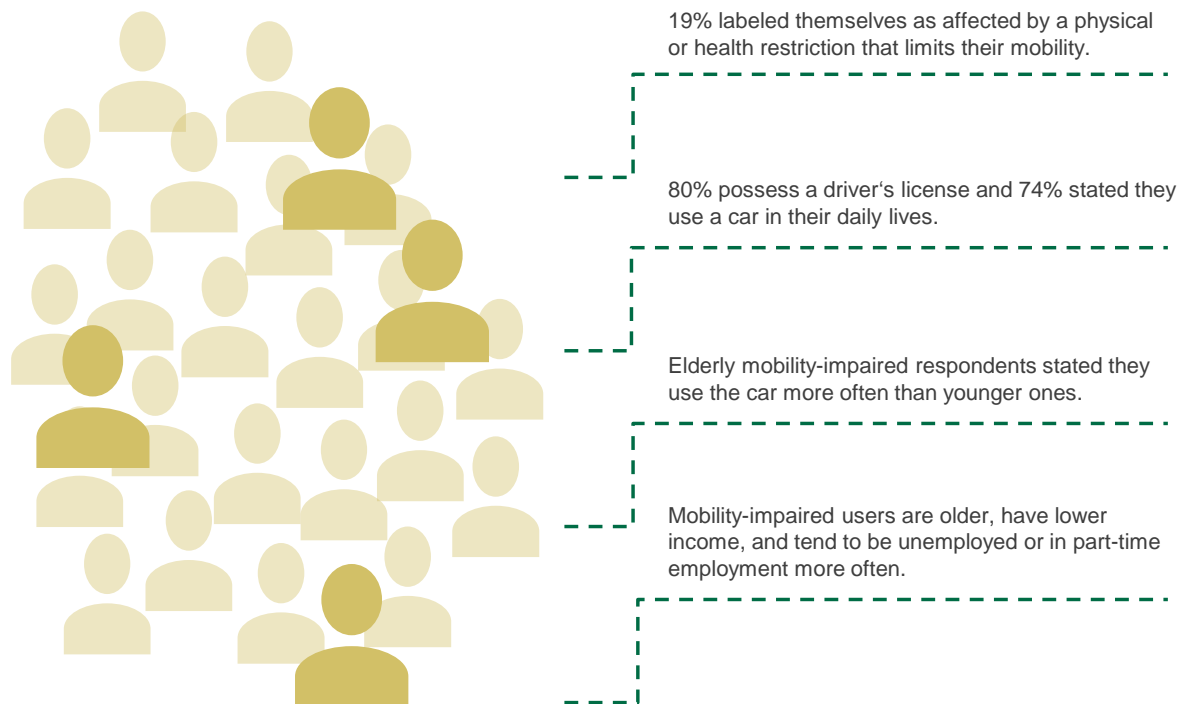 19% labeled themselves as affected by a physical
or health restriction that limits their mobility.
80% possess a driver‘s license and 74% stated they
use a car in their daily lives.
Elderly mobility-impaired respondents stated they
use the car more often than younger ones.
Mobility-impaired users are older, have lower
income, and tend to be unemployed or in part-time
employment more often.